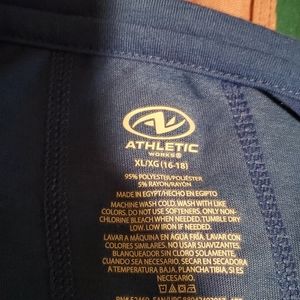 ATHLETIC
WORKS®
XL/XG (16-18)
95% POLYESTER/POLIÉSTER
5% RAYON/RAYÓN
MADE IN EGYPT/HECHO EN EGIPTO
MACHINE WASH COLD. WASH WITH LIKE
COLORS. DO NOT USE SOFTENERS. ONLY NON-
CHLORINE BLEACH WHEN NEEDED. TUMBLE DRY
LOW. LOW IRON IF NEEDED.
LAVAR A MÁQUINA EN AGUA FRÍA. LAVAR CON
COLORES SIMILARES. NO USAR SUAVIZANTES.
BLANQUEAR SIN CLORO SOLAMENTE,
CUANDO SEA NECESARIO. SECAR EN SECADORA
A TEMPERATURA BAJA. PLANCHA TIBIA, SI ES
NECESARIO.